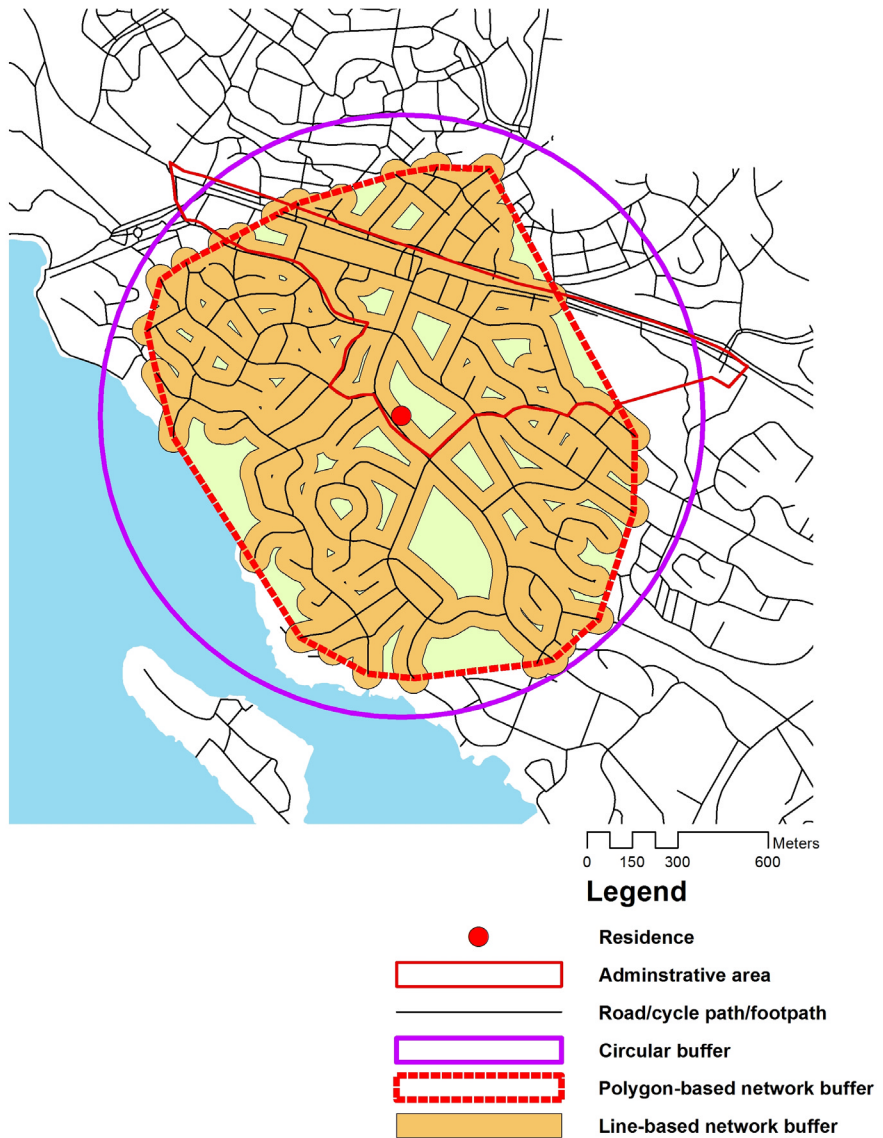 Meters
0 150 300 600
Legend
Residence
Adminstrative area
Road/cycle path/footpath
Circular buffer
Polygon-based network buffer
Line-based network buffer